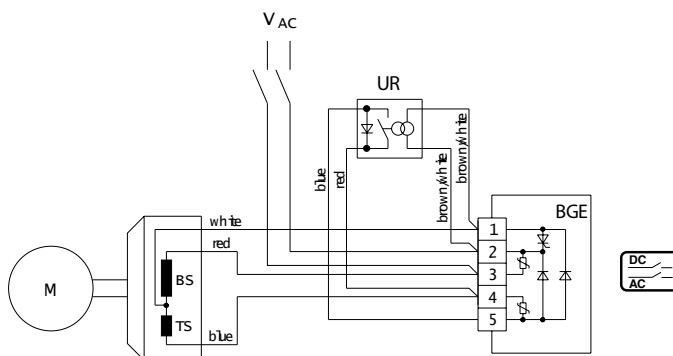 VAC
UR
blue
red
brown/white
brown/white
BGE
white
red
1
2
3
4
5
DC
AC
M
BS
TS
blue